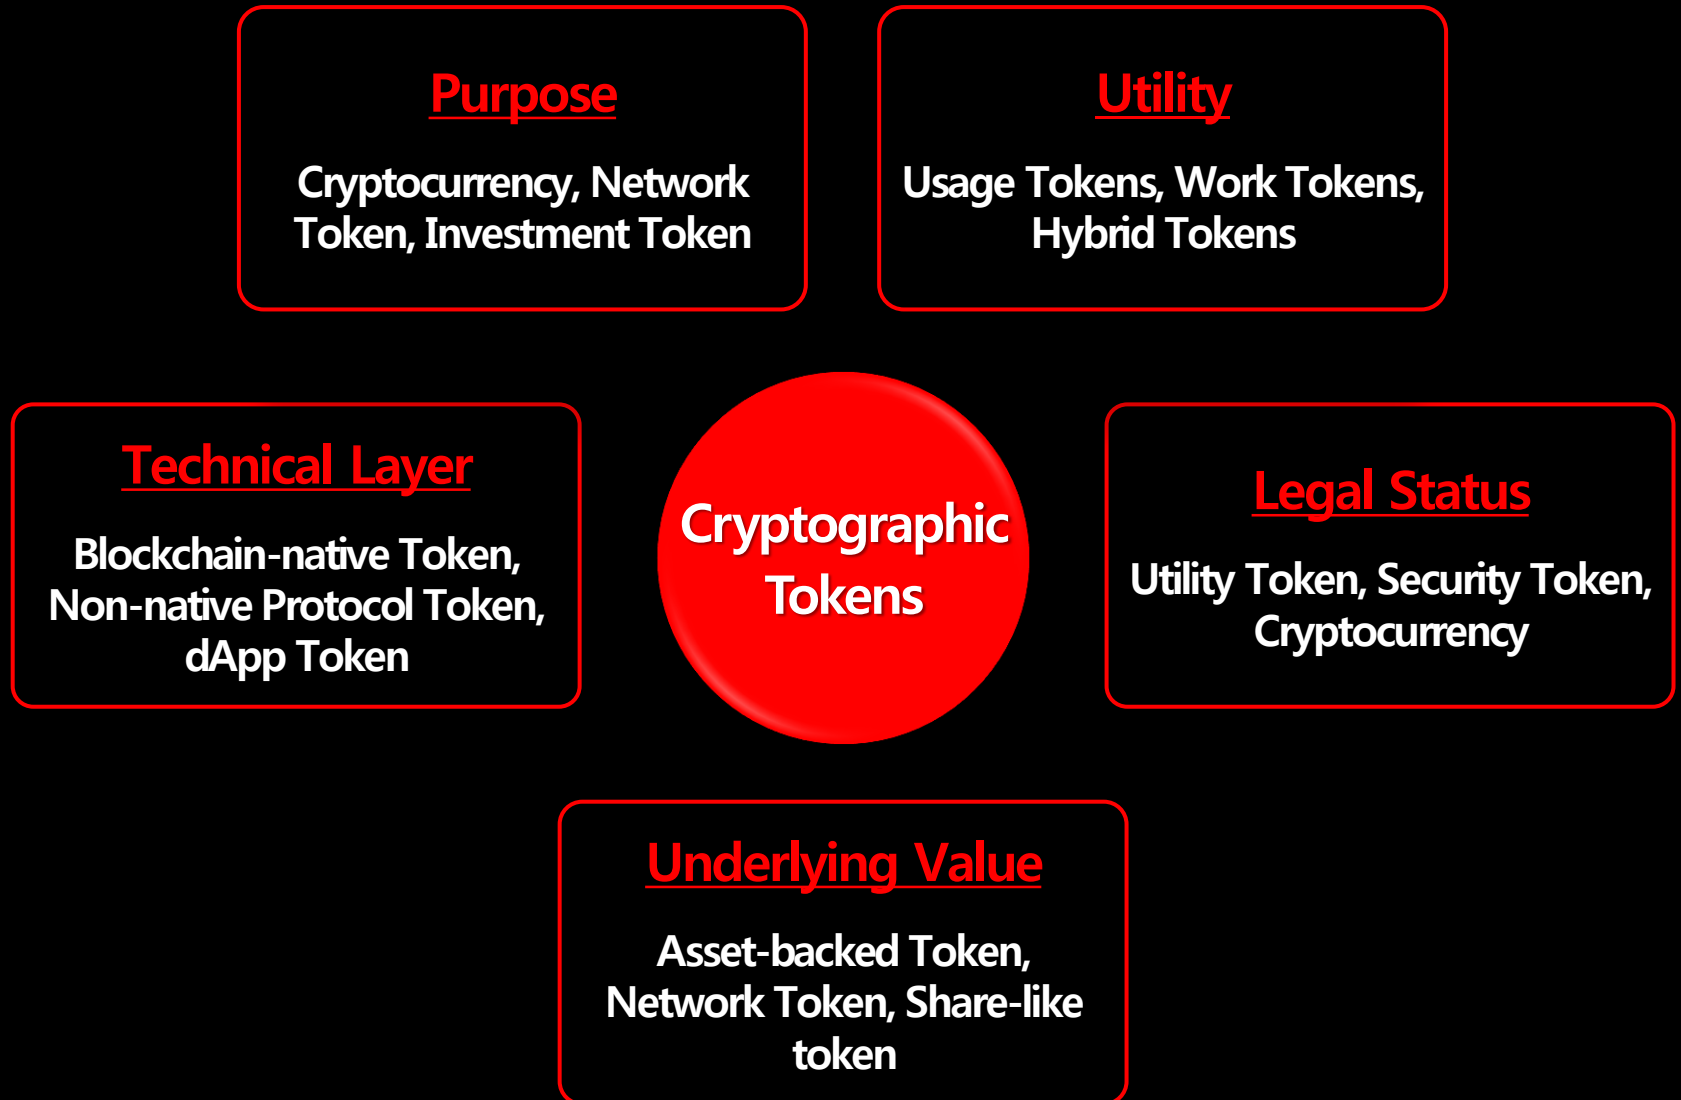 Purpose
Cryptocurrency, Network
Token, Investment Token
Utility
Usage Tokens, Work Tokens,
Hybrid Tokens
Technical Layer
Blockchain-native Token,
Non-native Protocol Token,
dApp Token
Cryptographic
Tokens
Legal Status
Utility Token, Security Token,
Cryptocurrency
Underlying Value
Asset-backed Token,
Network Token, Share-like
token